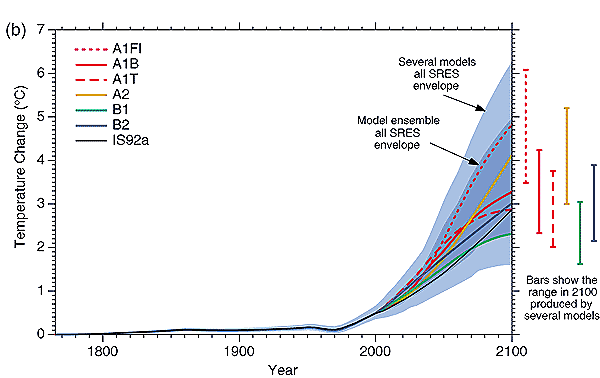 (b)
7
6
5
4
3
2
1
0
Temperature Change (°C)
A1FI
A1B
A1T
A2
B1
B2
IS92a
Several models
all SRES
envelope
Model ensemble
all SRES
envelope
1800
1900
2000
2100
Year
Bars show the
range in 2100
produced by
several models